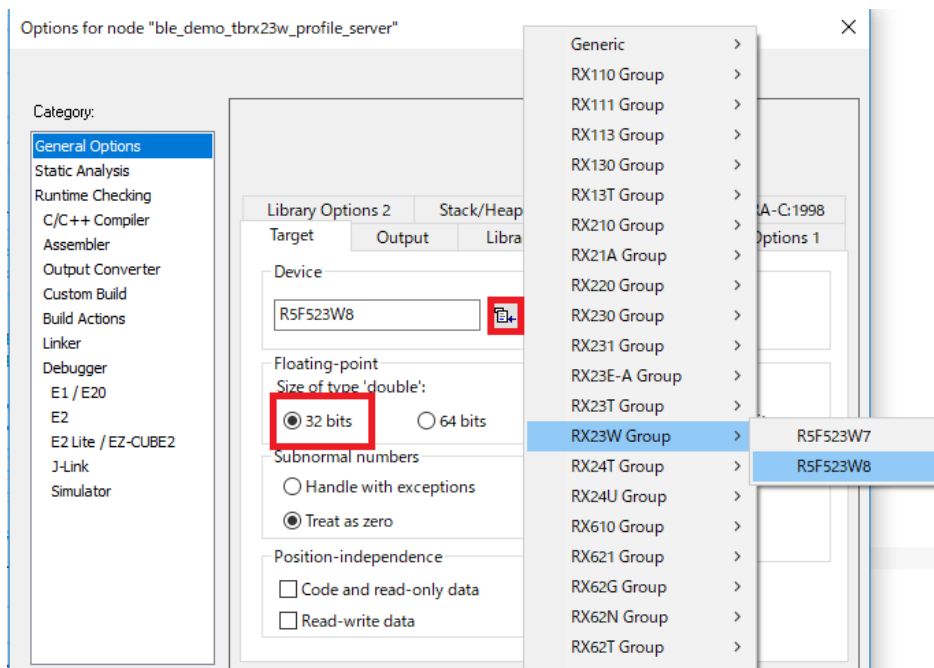 Options for node "ble_demo_tbrx23w_profile_server"
Category:
General Options
Static Analysis
Runtime Checking
C/C++ Compiler
Assembler
Output Converter
Custom Build
Build Actions
Linker
Debugger
E1 / E20
E2
E2 Lite / EZ-CUBE2
J-Link
Simulator
Library Options 2
Stack/Heap
RA-C:1998
Target
Output
Libra
Options 1
Device
R5F523W8
Floating-point
Size of type 'double':
32 bits
64 bits
Subnormal numbers
Handle with exceptions
Treat as zero
Position-independence
Code and read-only data
Read-write data
Generic
RX110 Group
RX111 Group
RX113 Group
RX130 Group
RX13T Group
RX210 Group
RX21A Group
RX220 Group
RX230 Group
RX231 Group
RX23E-A Group
RX23T Group
RX23W Group
RX24T Group
RX24U Group
RX610 Group
RX621 Group
RX62G Group
RX62N Group
RX62T Group
R5F523W7
R5F523W8